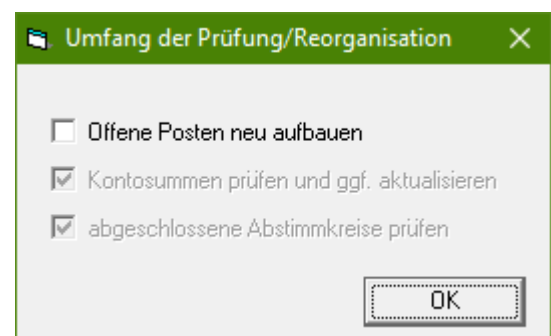 Umfang der Prüfung/Reorganisation
Offene Posten neu aufbauen
Kontosummen prüfen und ggf. aktualisieren
abgeschlossene Abstimmkreise prüfen
OK